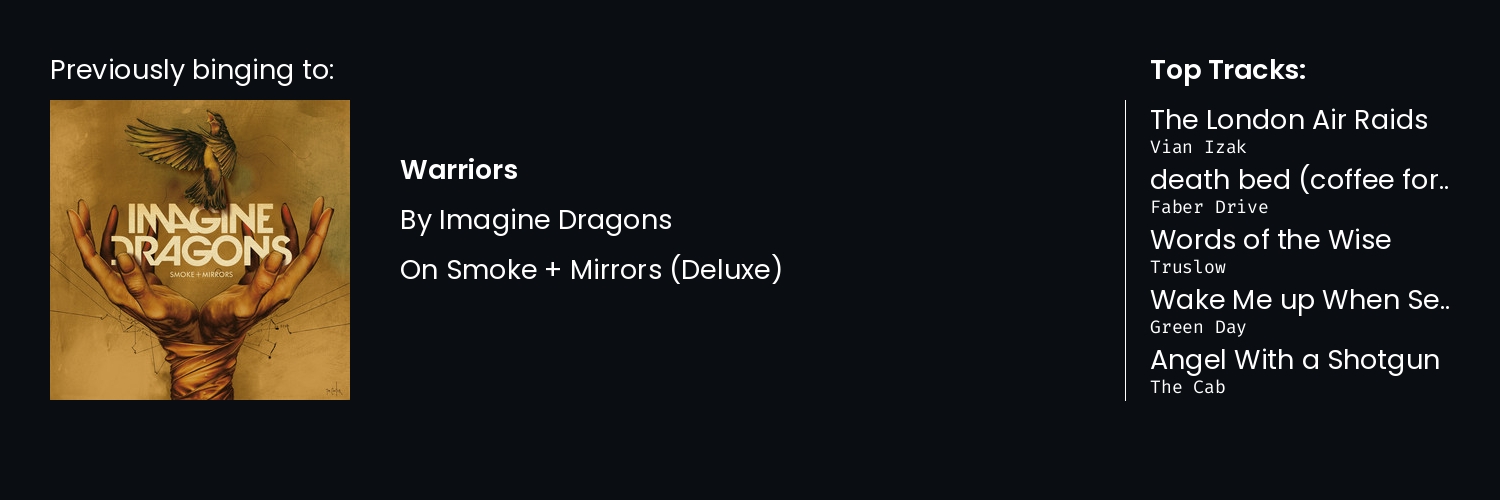 Previously binging to:
IMAGINE
DRAGONS
SMOKE + MIRRORS
Warriors
By Imagine Dragons
On Smoke + Mirrors (Deluxe)
Top Tracks:
The London Air Raids
Vian Izak
death bed (coffee for..
Faber Drive
Words of the Wise
Truslow
Wake Me up When Se..
Green Day
Angel With a Shotgun
The Cab